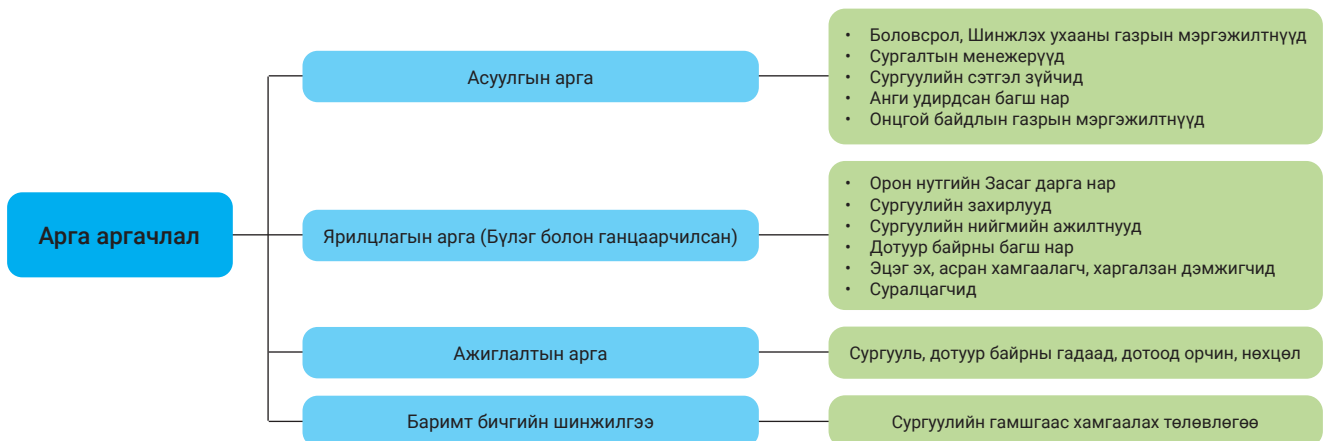 Арга аргачлал
Асуулгын арга
• Боловсрол, Шинжлэх ухааны газрын мэргэжилтнүүд
• Сургалтын менежерүүд
• Сургуулийн сэтгэл зүйчид
• Анги удирдсан багш нар
• Онцгой байдлын газрын мэргэжилтнүүд
Ярилцлагын арга (Бүлэг болон ганцаарчилсан)
• Орон нутгийн Засаг дарга нар
• Сургуулийн захирлууд
• Сургуулийн нийгмийн ажилтнууд
• Дотуур байрны багш нар
• Эцэг эх, асран хамгаалагч, харгалзан дэмжигчид
• Суралцагчид
Ажиглалтын арга
Сургууль, дотуур байрны гадаад, дотоод орчин, нөхцөл
Баримт бичгийн шинжилгээ
Сургуулийн гамшгаас хамгаалах төлөвлөгөө